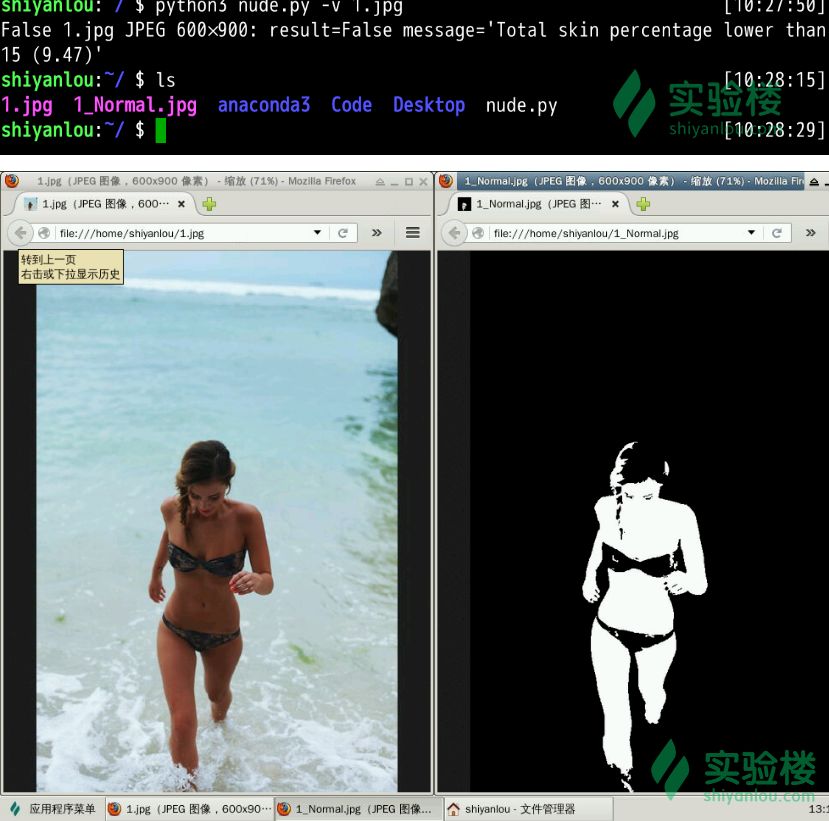 shiyanlou:~/ $ python3 nude.py -v 1.jpg [10:27:50]
False 1.jpg JPEG 600×900: result=False message='Total skin percentage lower than
15 (9.47)'
shiyanlou:~/ $ ls [10:28:15]
1.jpg 1_Normal.jpg anaconda3 Code Desktop nude.py
shiyanlou:~/ $ [10:28:29]
实验楼
shiyanlou.com
1.jpg（JPEG 图像，600x900 像素） - 缩放 (71%) - Mozilla Firefox
1.jpg（JPEG 图像，600···
file:///home/shiyanlou/1.jpg
转到上一页
右击或下拉显示历史
1_Normal.jpg（JPEG 图像，600x900 像素） - 缩放 (71%) - Mozilla Fir
1_Normal.jpg（JPEG 图···
file:///home/shiyanlou/1_Normal.jpg
实验楼
shiyanlou.com
应用程序菜单
1.jpg（JPEG 图像，600x90···
1_Normal.jpg（JPEG 图像...
shiyanlou - 文件管理器
13:1